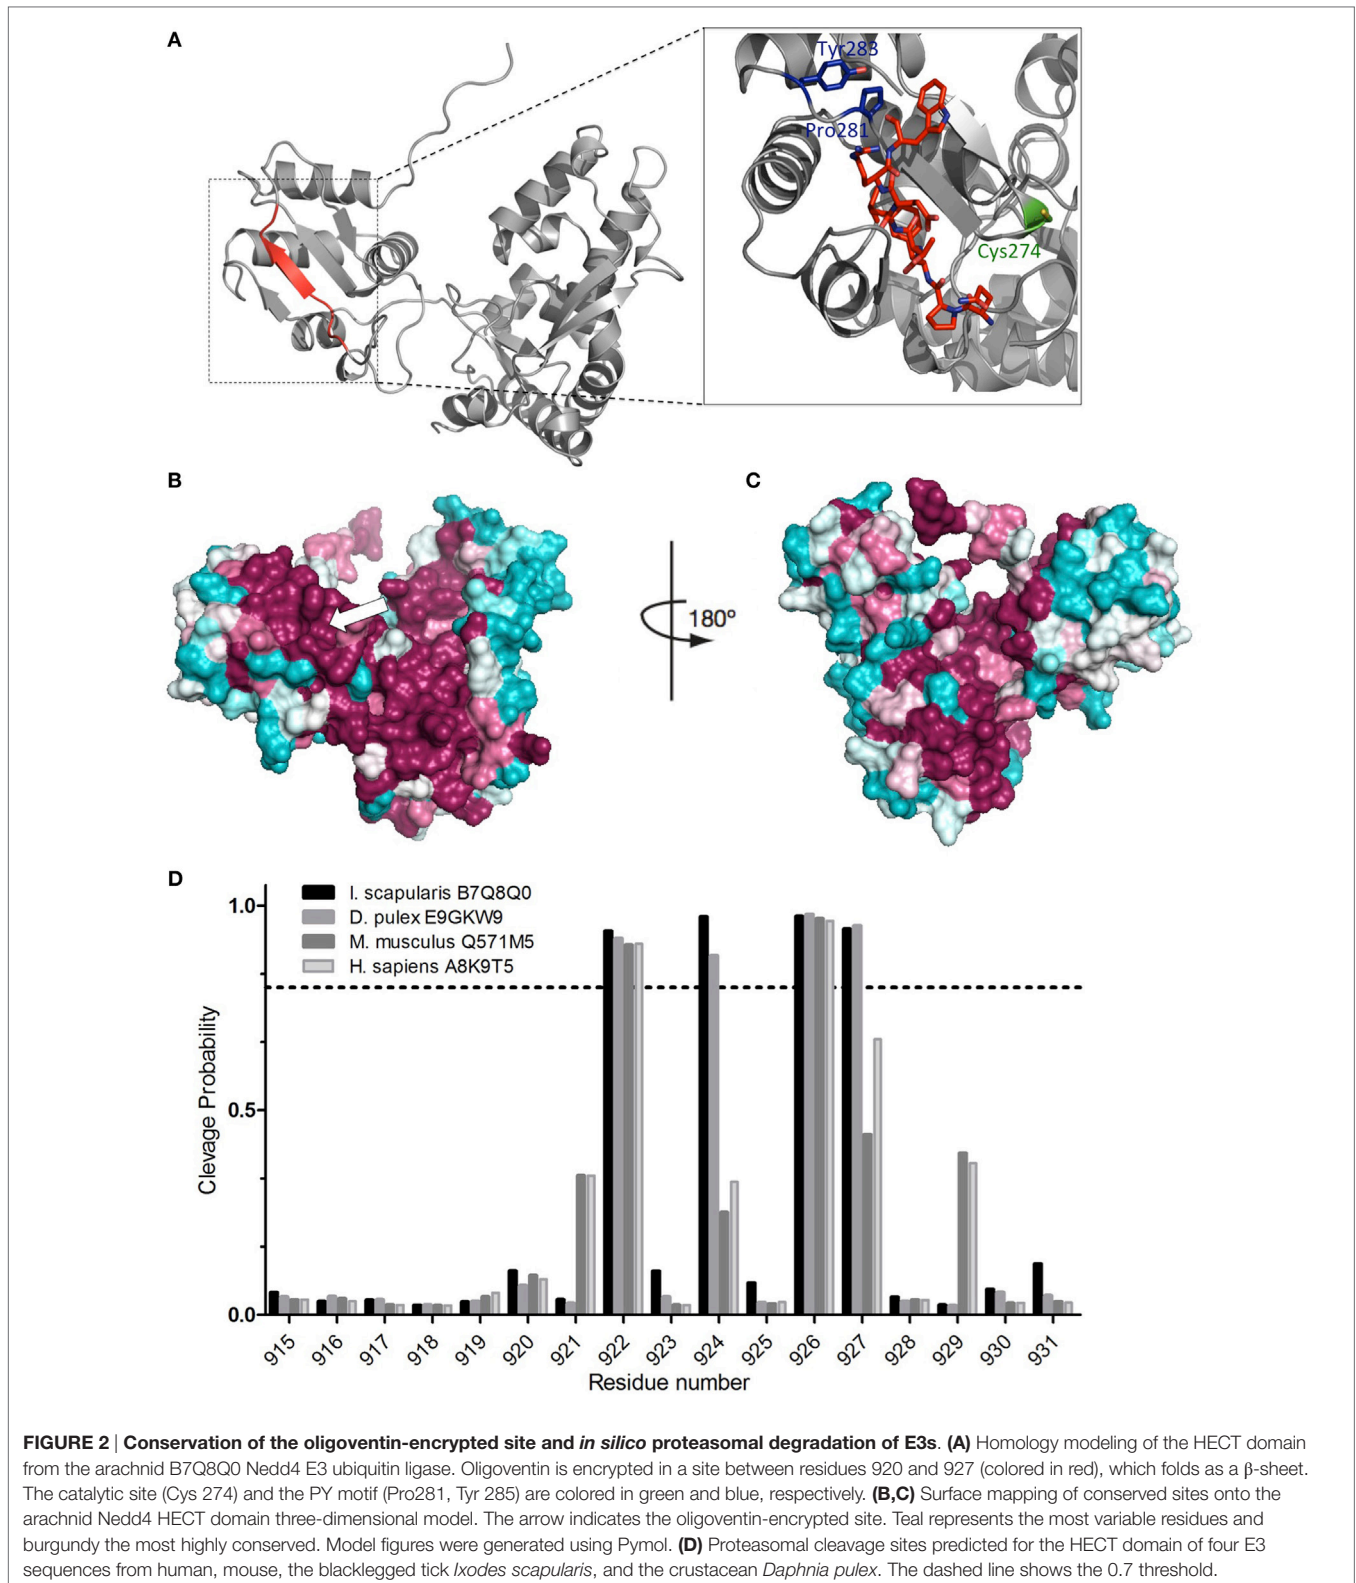 A
Tyr283
Pro281
Cys274
B
C
180º
D
I. scapularis B7Q8Q0
D. pulex E9GKW9
M. musculus Q571M5
H. sapiens A8K9T5
1.0
0.5
0.0
Clevage Probability
915 916 917 918 919 920 921 922 923 924 925 926 927 928 929 930 931
Residue number
FIGURE 2 | Conservation of the oligoventin-encrypted site and in silico proteasomal degradation of E3s. (A) Homology modeling of the HECT domain
from the arachnid B7Q8Q0 Nedd4 E3 ubiquitin ligase. Oligoventin is encrypted in a site between residues 920 and 927 (colored in red), which folds as a β-sheet.
The catalytic site (Cys 274) and the PY motif (Pro281, Tyr 285) are colored in green and blue, respectively. (B,C) Surface mapping of conserved sites onto the
arachnid Nedd4 HECT domain three-dimensional model. The arrow indicates the oligoventin-encrypted site. Teal represents the most variable residues and
burgundy the most highly conserved. Model figures were generated using Pymol. (D) Proteasomal cleavage sites predicted for the HECT domain of four E3
sequences from human, mouse, the blacklegged tick Ixodes scapularis, and the crustacean Daphnia pulex. The dashed line shows the 0.7 threshold.